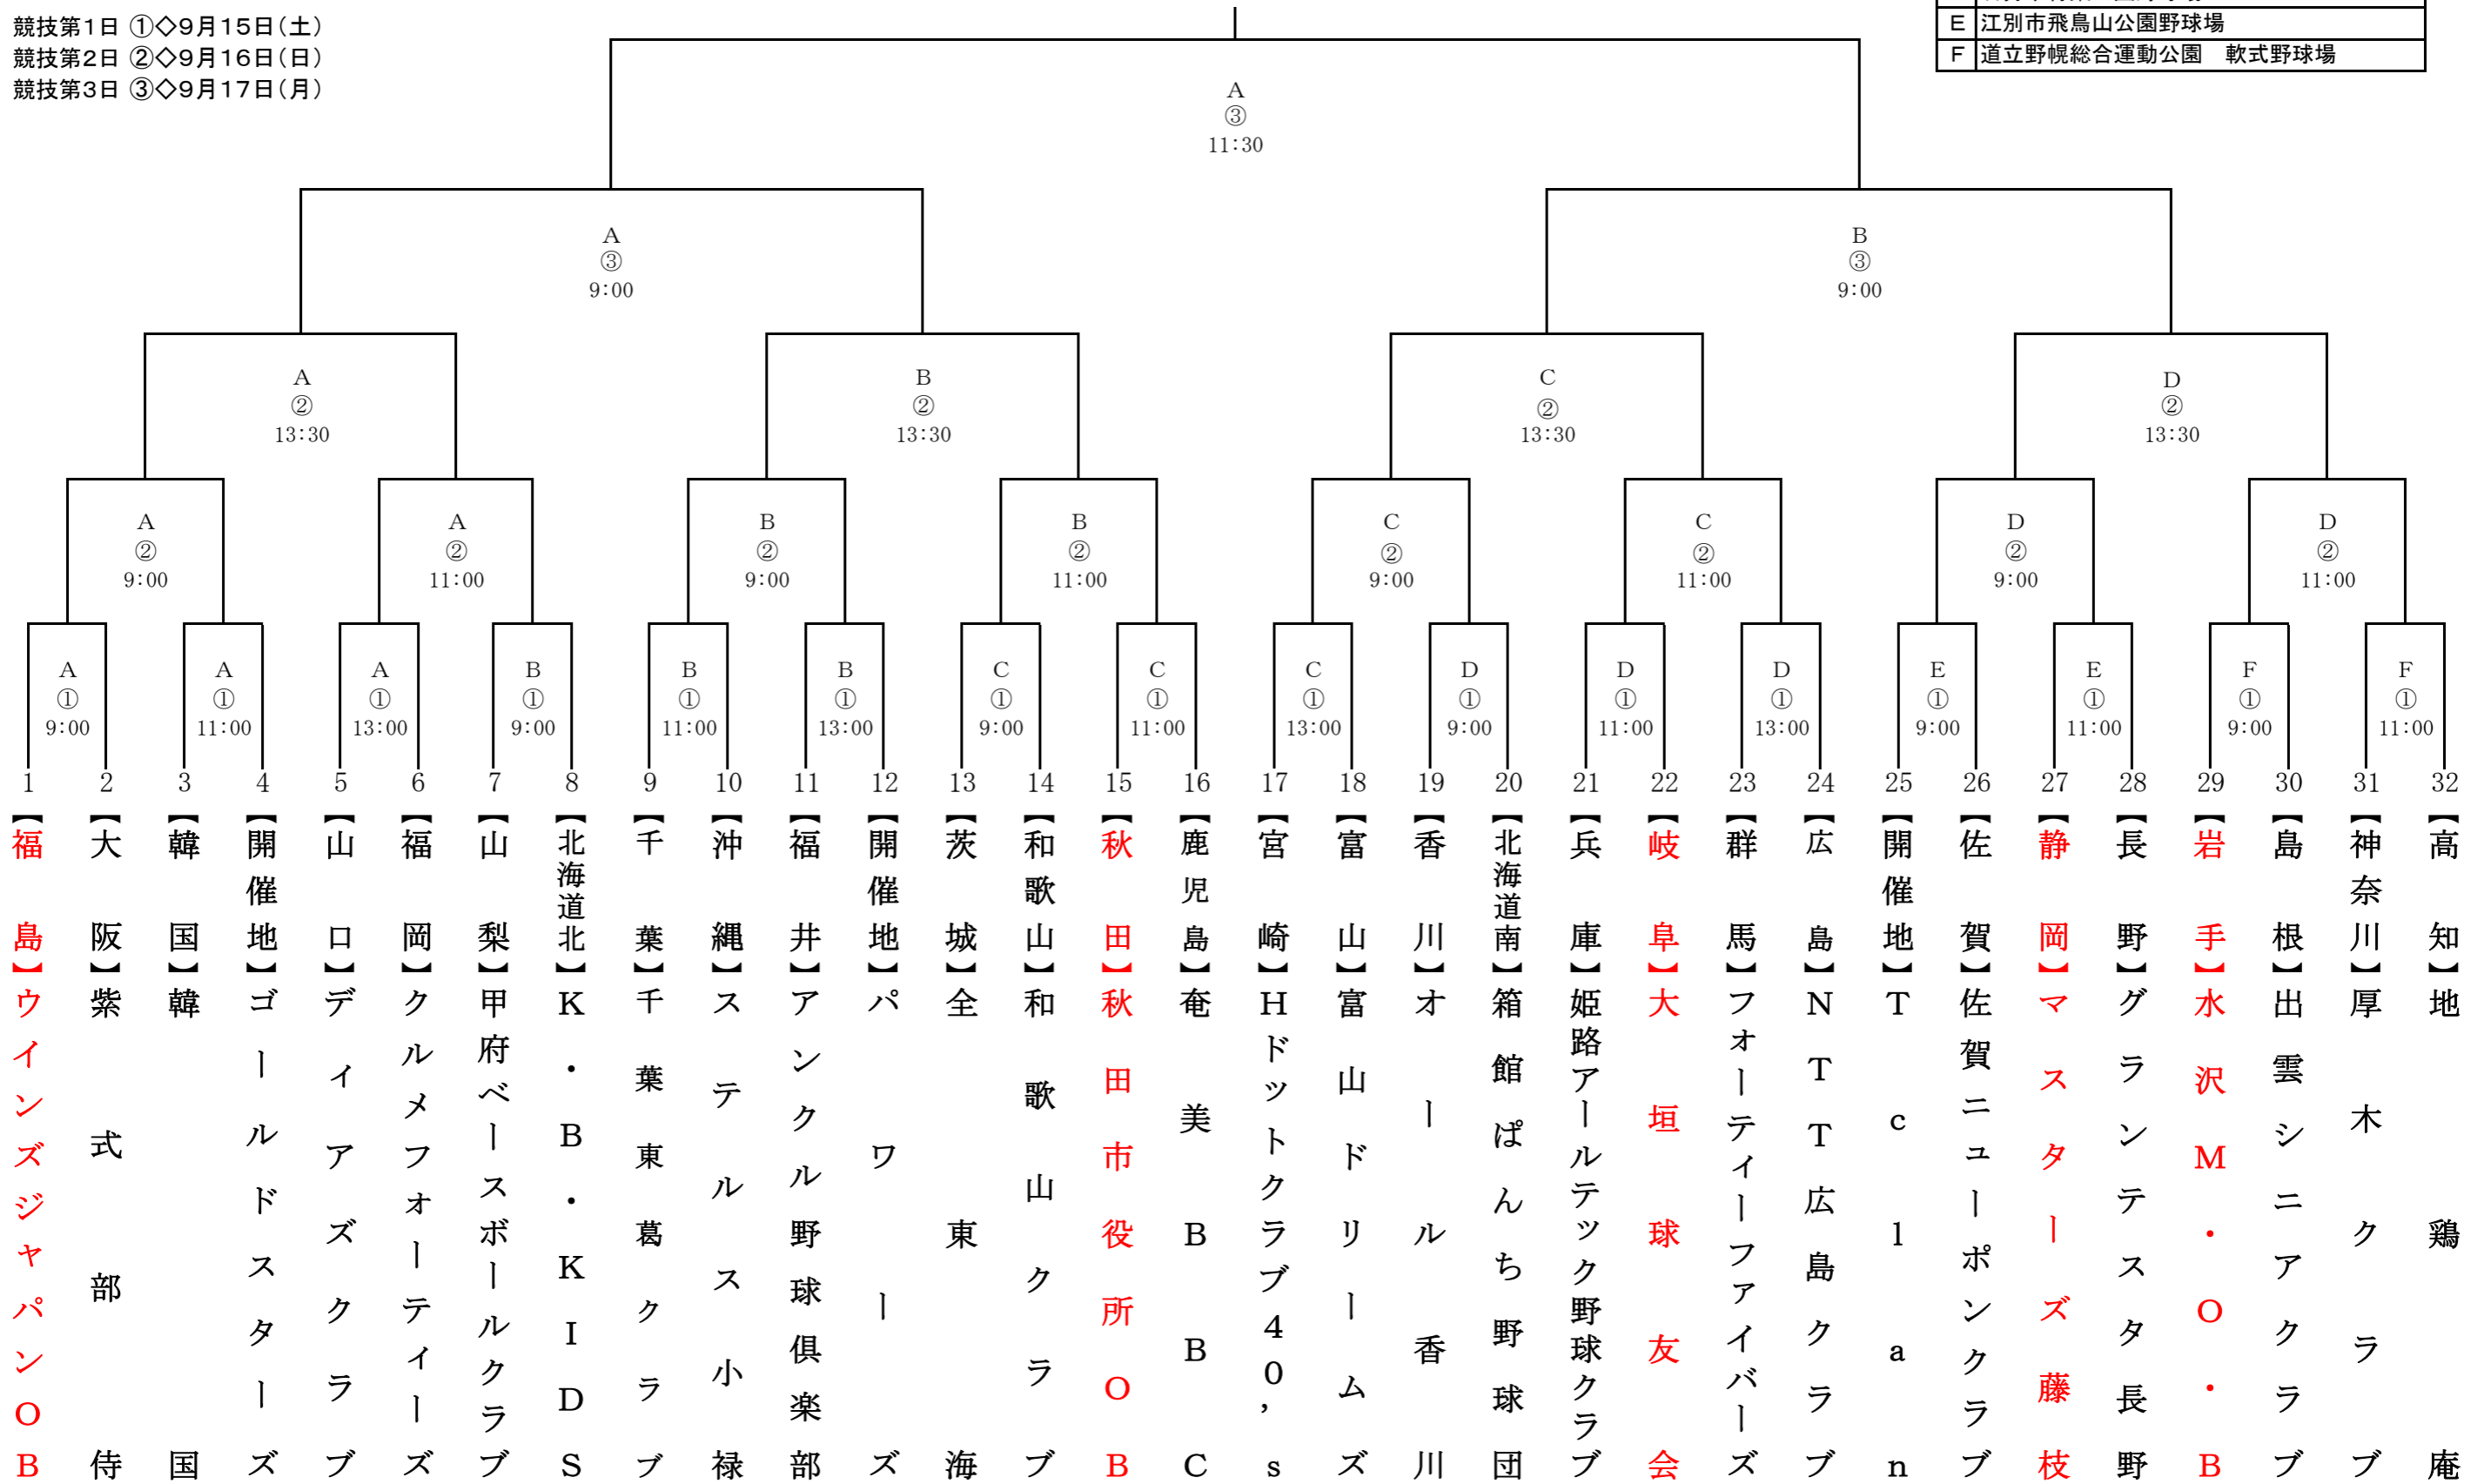 競技第1日 ①◇9月15日(土)
競技第2日 ②◇9月16日(日)
競技第3日 ③◇9月17日(月)
E 江別市飛鳥山公園野球場
F 道立野幌総合運動公園　軟式野球場
A ③ 11:30
A ③ 9:00
B ③ 9:00
A ② 13:30
B ② 13:30
C ② 13:30
D ② 13:30
A ② 9:00
A ② 11:00
B ② 9:00
B ② 11:00
C ② 9:00
C ② 11:00
D ② 9:00
D ② 11:00
A ① 9:00
A ① 11:00
A ① 13:00
B ① 9:00
B ① 11:00
B ① 13:00
C ① 9:00
C ① 11:00
C ① 13:00
D ① 9:00
D ① 11:00
D ① 13:00
E ① 9:00
E ① 11:00
F ① 9:00
F ① 11:00
1 【福島】ウインズジャパンOB
2 【大阪】紫式部侍
3 【韓国】韓国
4 【開催地】ゴールドスターズ
5 【山口】ディアズクラブ
6 【福岡】クルメフォーティーズ
7 【山梨】甲府ベースボールクラブ
8 【北海道北】K・B・KIDS
9 【千葉】千葉東葛クラブ
10 【沖縄】ステルス小禄
11 【福井】アンクル野球倶楽部
12 【開催地】パワーズ
13 【茨城】全東海
14 【和歌山】和歌山クラブ
15 【秋田】秋田市役所OB
16 【鹿児島】奄美BBC
17 【宮崎】Hドットクラブ40's
18 【富山】富山ドリームズ
19 【香川】オール香川
20 【北海道南】箱館ぱんち野球団
21 【兵庫】姫路アールテック野球クラブ
22 【岐阜】大垣球友会
23 【群馬】フォーティーファイバーズ
24 【広島】NTT広島クラブ
25 【開催地】Tclan
26 【佐賀】佐賀ニューポンクラブ
27 【静岡】マスターズ藤枝
28 【長野】グランテスタ長野
29 【岩手】水沢M・O・B
30 【島根】出雲シニアクラブ
31 【神奈川】厚木クラブ
32 【高知】地鶏庵